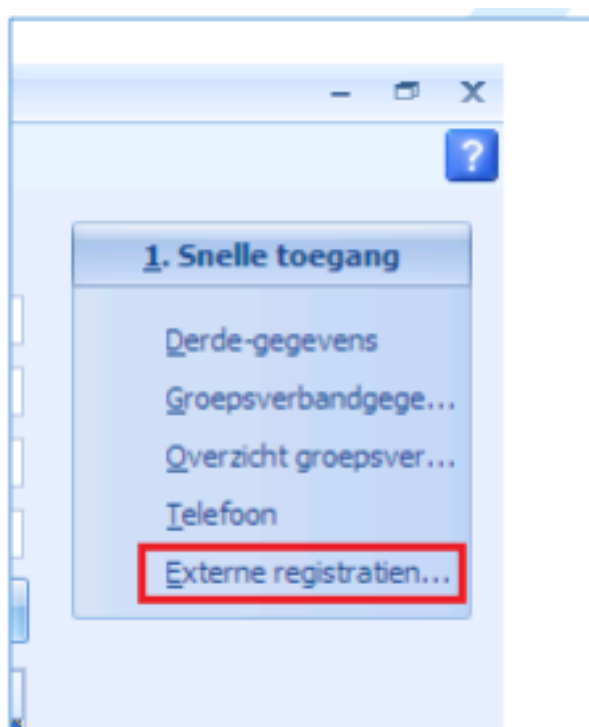 ?
1. Snelle toegang
Derde-gegevens
Groepsverbandgege...
Overzicht groepsver...
Telefoon
Externe registratien...